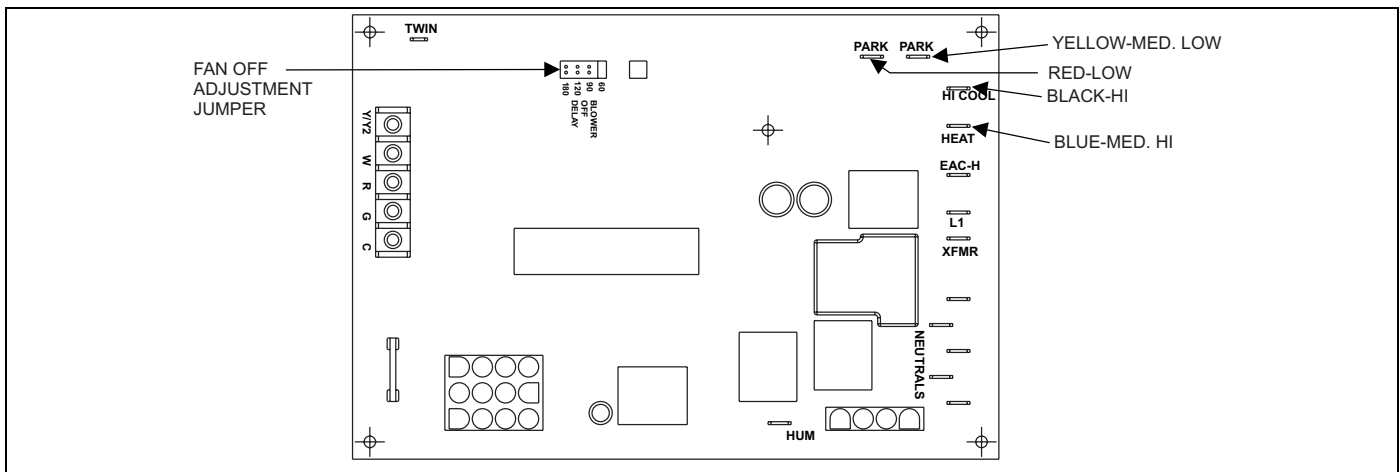 TWIN
PARK PARK
YELLOW-MED. LOW
FAN OFF
ADJUSTMENT
JUMPER
RED-LOW
HI COOL
BLACK-HI
60
90
120
180
BLOWER
OFF
DELAY
Y/Y2
W
R
G
C
HEAT
BLUE-MED. HI
EAC-H
L1
XFMR
NEUTRALS
HUM